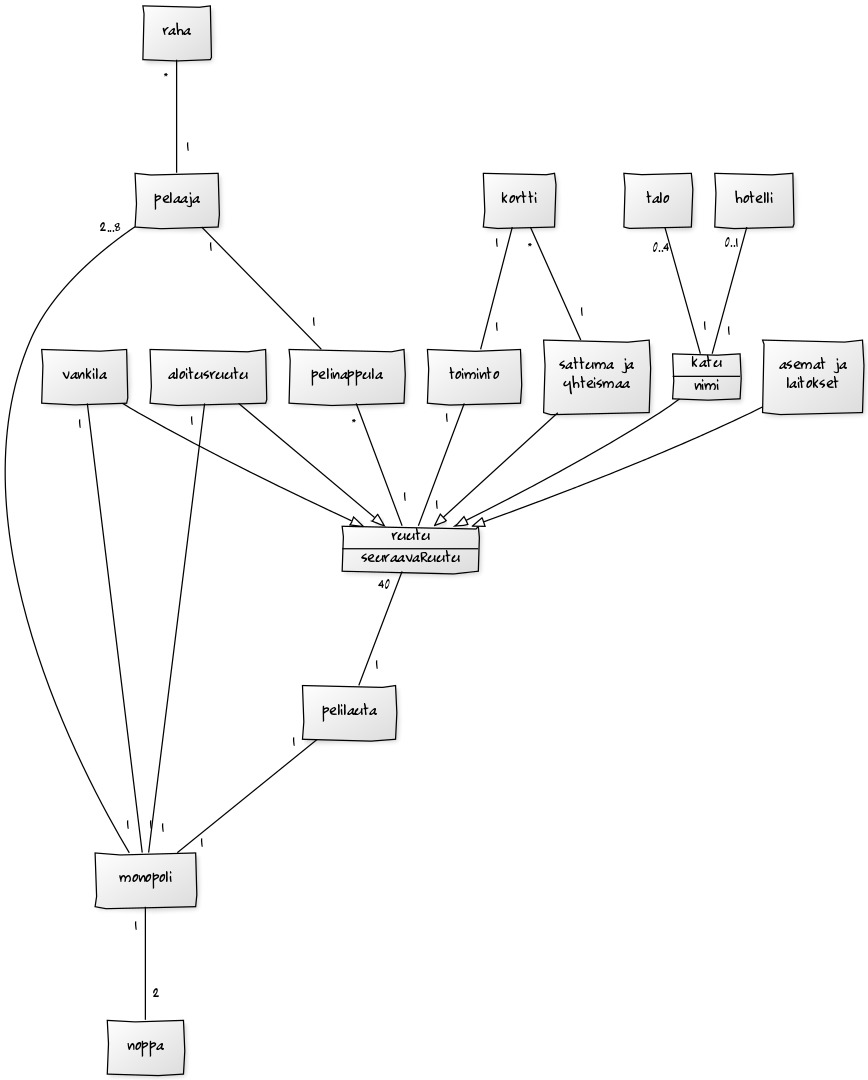 raha
*
1
pelaaja
kortti
talo
hotelli
2...8
1
1
*
0..4
0..1
1
1
1
1
1
vankila
aloitusruutu
pelinappula
toiminto
sattuma ja
yhteismaa
katu
nimi
asemat ja
laitokset
1
1
*
1
1
1
ruutu
seuraavaRuutu
40
1
pelilauta
1
1
1
1
1
monopoli
1
2
noppa